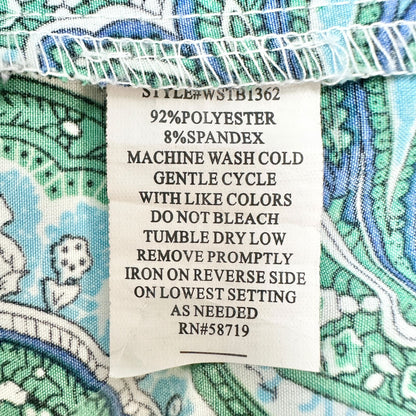 STYLE#WSTB1362
92%POLYESTER
8%SPANDEX
MACHINE WASH COLD
GENTLE CYCLE
WITH LIKE COLORS
DO NOT BLEACH
TUMBLE DRY LOW
REMOVE PROMPTLY
IRON ON REVERSE SIDE
ON LOWEST SETTING
AS NEEDED
RN#58719